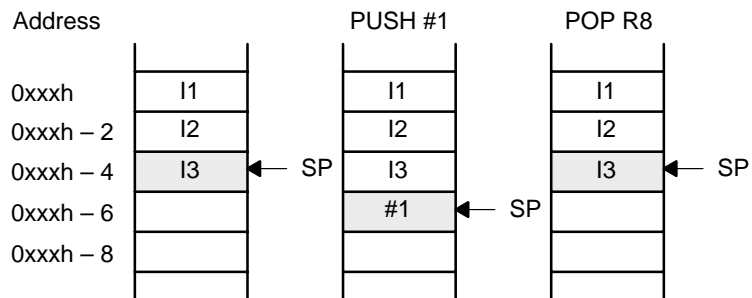 Address PUSH #1 POP R8
0xxxh I1 I1 I1
0xxxh – 2 I2 I2 I2
0xxxh – 4 I3 SP I3 I3 SP
0xxxh – 6 #1 SP
0xxxh – 8